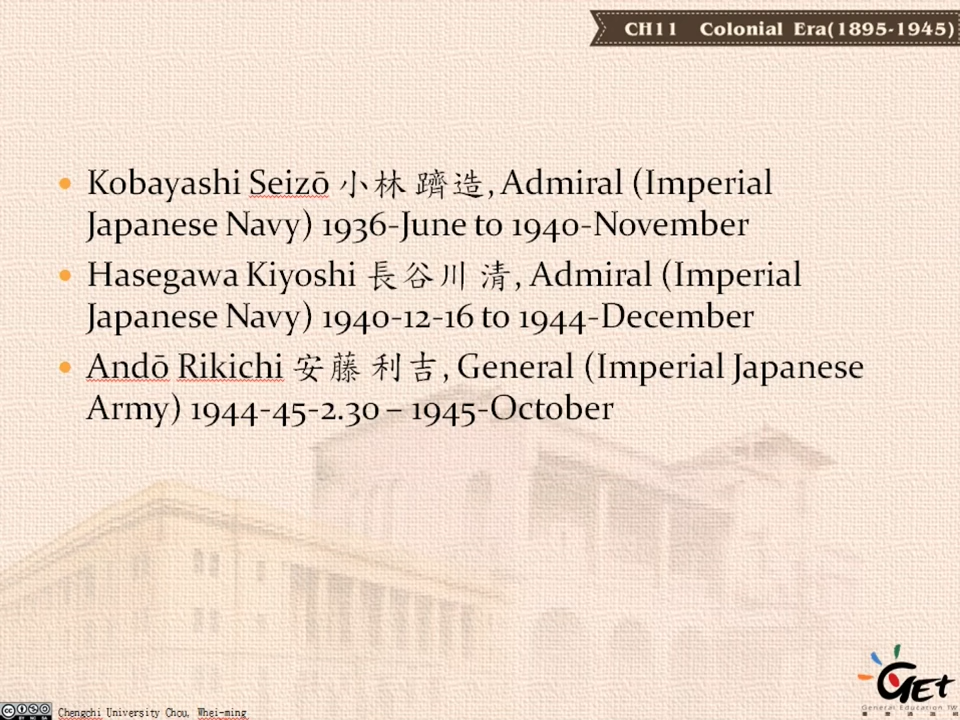 CH11 Colonial Era(1895-1945)
Kobayashi Seizō 小林 躋造, Admiral (Imperial
Japanese Navy) 1936-June to 1940-November
Hasegawa Kiyoshi 長谷川 清, Admiral (Imperial
Japanese Navy) 1940-12-16 to 1944-December
Andō Rikichi 安藤 利吉, General (Imperial Japanese
Army) 1944-45-2.30 – 1945-October
GET
General Education TW
Chengchi University Chou, Whei-ming